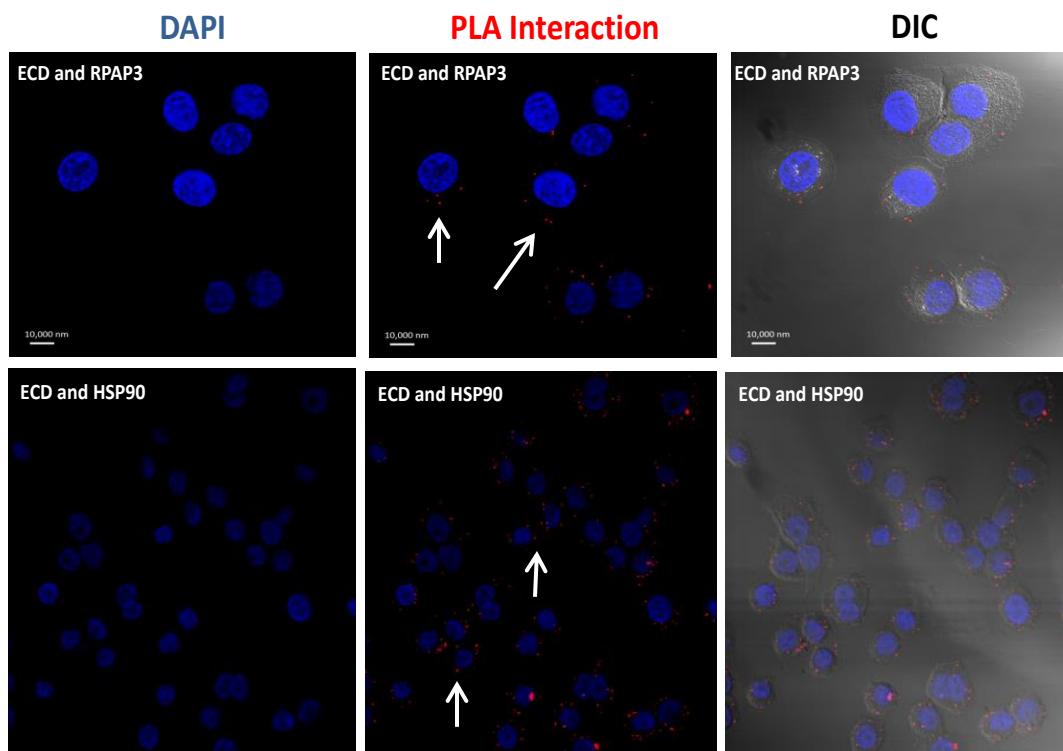 DAPI
PLA Interaction
DIC
ECD and RPAP3
ECD and RPAP3
ECD and RPAP3
10,000 nm
10,000 nm
10,000 nm
ECD and HSP90
ECD and HSP90
ECD and HSP90